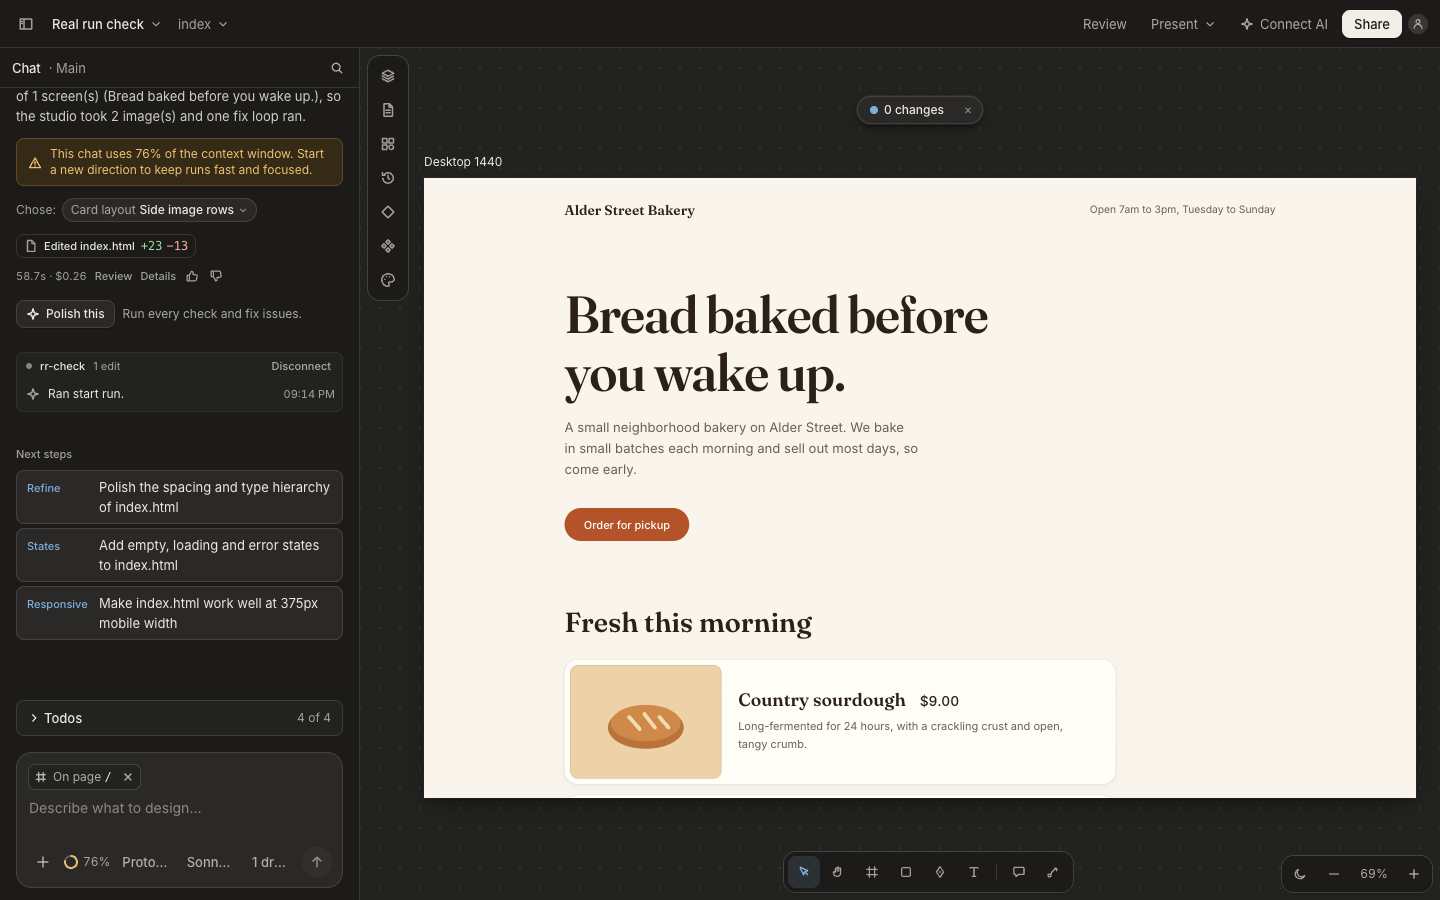 Real run check
index
Review
Present
Connect AI
Share
Chat · Main
of 1 screen(s) (Bread baked before you wake up.), so
the studio took 2 image(s) and one fix loop ran.
This chat uses 76% of the context window. Start
a new direction to keep runs fast and focused.
Chose: Card layout Side image rows
Edited index.html +23 −13
58.7s · $0.26 Review Details
Polish this Run every check and fix issues.
rr-check 1 edit Disconnect
Ran start run. 09:14 PM
Next steps
Refine Polish the spacing and type hierarchy
of index.html
States Add empty, loading and error states
to index.html
Responsive Make index.html work well at 375px
mobile width
Todos 4 of 4
On page /
Describe what to design...
76% Proto... Sonn... 1 dr...
0 changes
Desktop 1440
Alder Street Bakery
Open 7am to 3pm, Tuesday to Sunday
Bread baked before
you wake up.
A small neighborhood bakery on Alder Street. We bake
in small batches each morning and sell out most days, so
come early.
Order for pickup
Fresh this morning
Country sourdough $9.00
Long-fermented for 24 hours, with a crackling crust and open,
tangy crumb.
69%